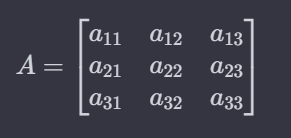 a₁₁ a₁₂ a₁₃
A = a₂₁ a₂₂ a₂₃
a₃₁ a₃₂ a₃₃